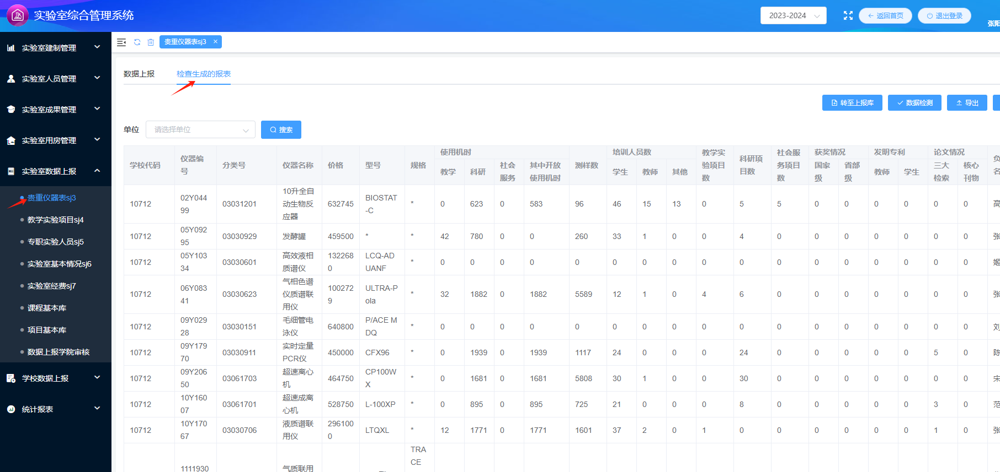 实验室综合管理系统
2023-2024
返回首页
退出登录
张阳
实验室建制管理
实验室人员管理
实验室成果管理
实验室用房管理
实验室数据上报
贵重仪器表sj3
教学实验项目sj4
专职实验人员sj5
实验室基本情况sj6
实验室经费sj7
课程基本库
项目基本库
数据上报学院审核
学校数据上报
统计报表
贵重仪器表sj3 ×
数据上报 检查生成的报表
转至上报库 数据检测 导出
单位 请选择单位 搜索
学校代码 仪器编号 分类号 仪器名称 价格 型号 规格 使用机时 教学 科研 社会服务 其中开放使用机时 测样数 培训人员数 学生 教师 其他 教学实验项目数 科研项目数 社会服务项目数 获奖情况 国家级 省部级 发明专利 教师 学生 论文情况 三大检索 核心刊物 负 名
10712 02Y04499 03031201 10升全自动生物反应器 632745 BIOSTAT-C * 0 623 0 583 96 46 15 13 0 5 5 0 0 0 0 0 0 高
10712 05Y09295 03030929 发酵罐 459500 * * 42 780 0 0 260 33 1 0 0 4 0 0 0 0 0 0 0 张
10712 05Y10334 03030601 高效液相质谱仪 1322680 LCQ-ADUANF * 0 0 0 0 0 0 0 0 0 0 0 0 0 0 0 0 0 姬
10712 06Y08341 03030623 气相色谱仪质谱联用仪 1002729 ULTRA-Pola * 32 1882 0 1882 5589 12 1 0 4 6 0 0 0 0 0 0 0 张
10712 09Y02928 03030151 毛细管电泳仪 640800 P/ACE MDQ * 0 0 0 0 0 0 0 0 0 0 0 0 0 0 0 0 0 刘
10712 09Y17970 03030911 实时定量PCR仪 450000 CFX96 * 0 1939 0 1939 1117 24 0 0 0 24 0 0 0 0 0 5 0 陈
10712 09Y20650 03061703 超速离心机 464750 CP100WX * 0 1681 0 1681 5808 30 1 0 0 30 0 0 0 0 0 0 0 宋
10712 10Y16007 03061701 超速成离心机 528750 L-100XP * 0 895 0 895 725 21 0 0 0 8 0 0 0 0 0 3 0 范
10712 10Y17067 03030706 液质谱联用仪 2961000 LTQXL * 12 1771 0 1771 1601 37 2 0 1 0 0 0 0 0 0 1 0 张
1111930 气质联用 TRACE